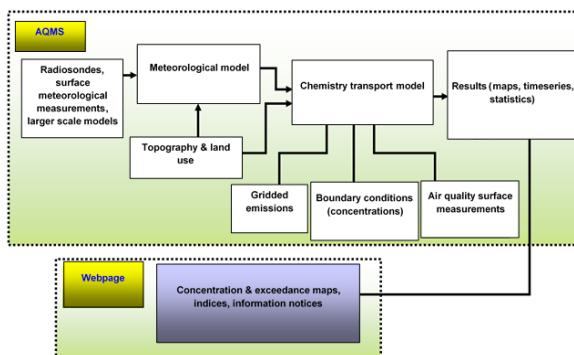 AQMS
Radiosondes,
surface
meteorological
measurements,
larger scale models
Meteorological model
Chemistry transport model
Results (maps, timeseries,
statistics)
Topography & land
use
Gridded
emissions
Boundary conditions
(concentrations)
Air quality surface
measurements
Webpage
Concentration & exceedance maps,
indices, information notices